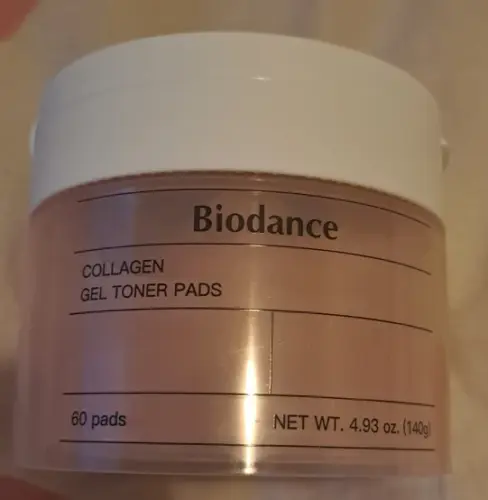 Biodance
COLLAGEN
GEL TONER PADS
60 pads
NET WT. 4.93 oz. (140g)